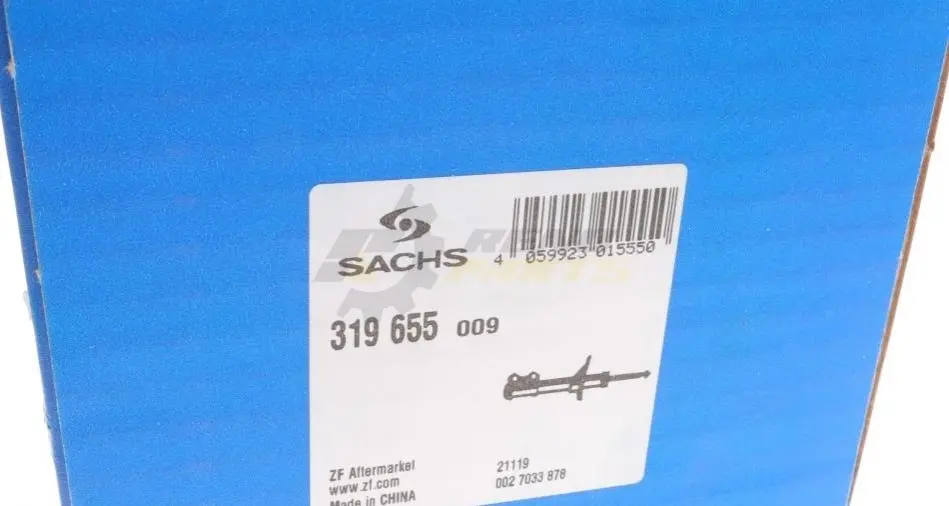 SACHS
4 059923 015550
319 655 009
ZF Aftermarket
www.zf.com
Made in CHINA
21119
002 7033 878